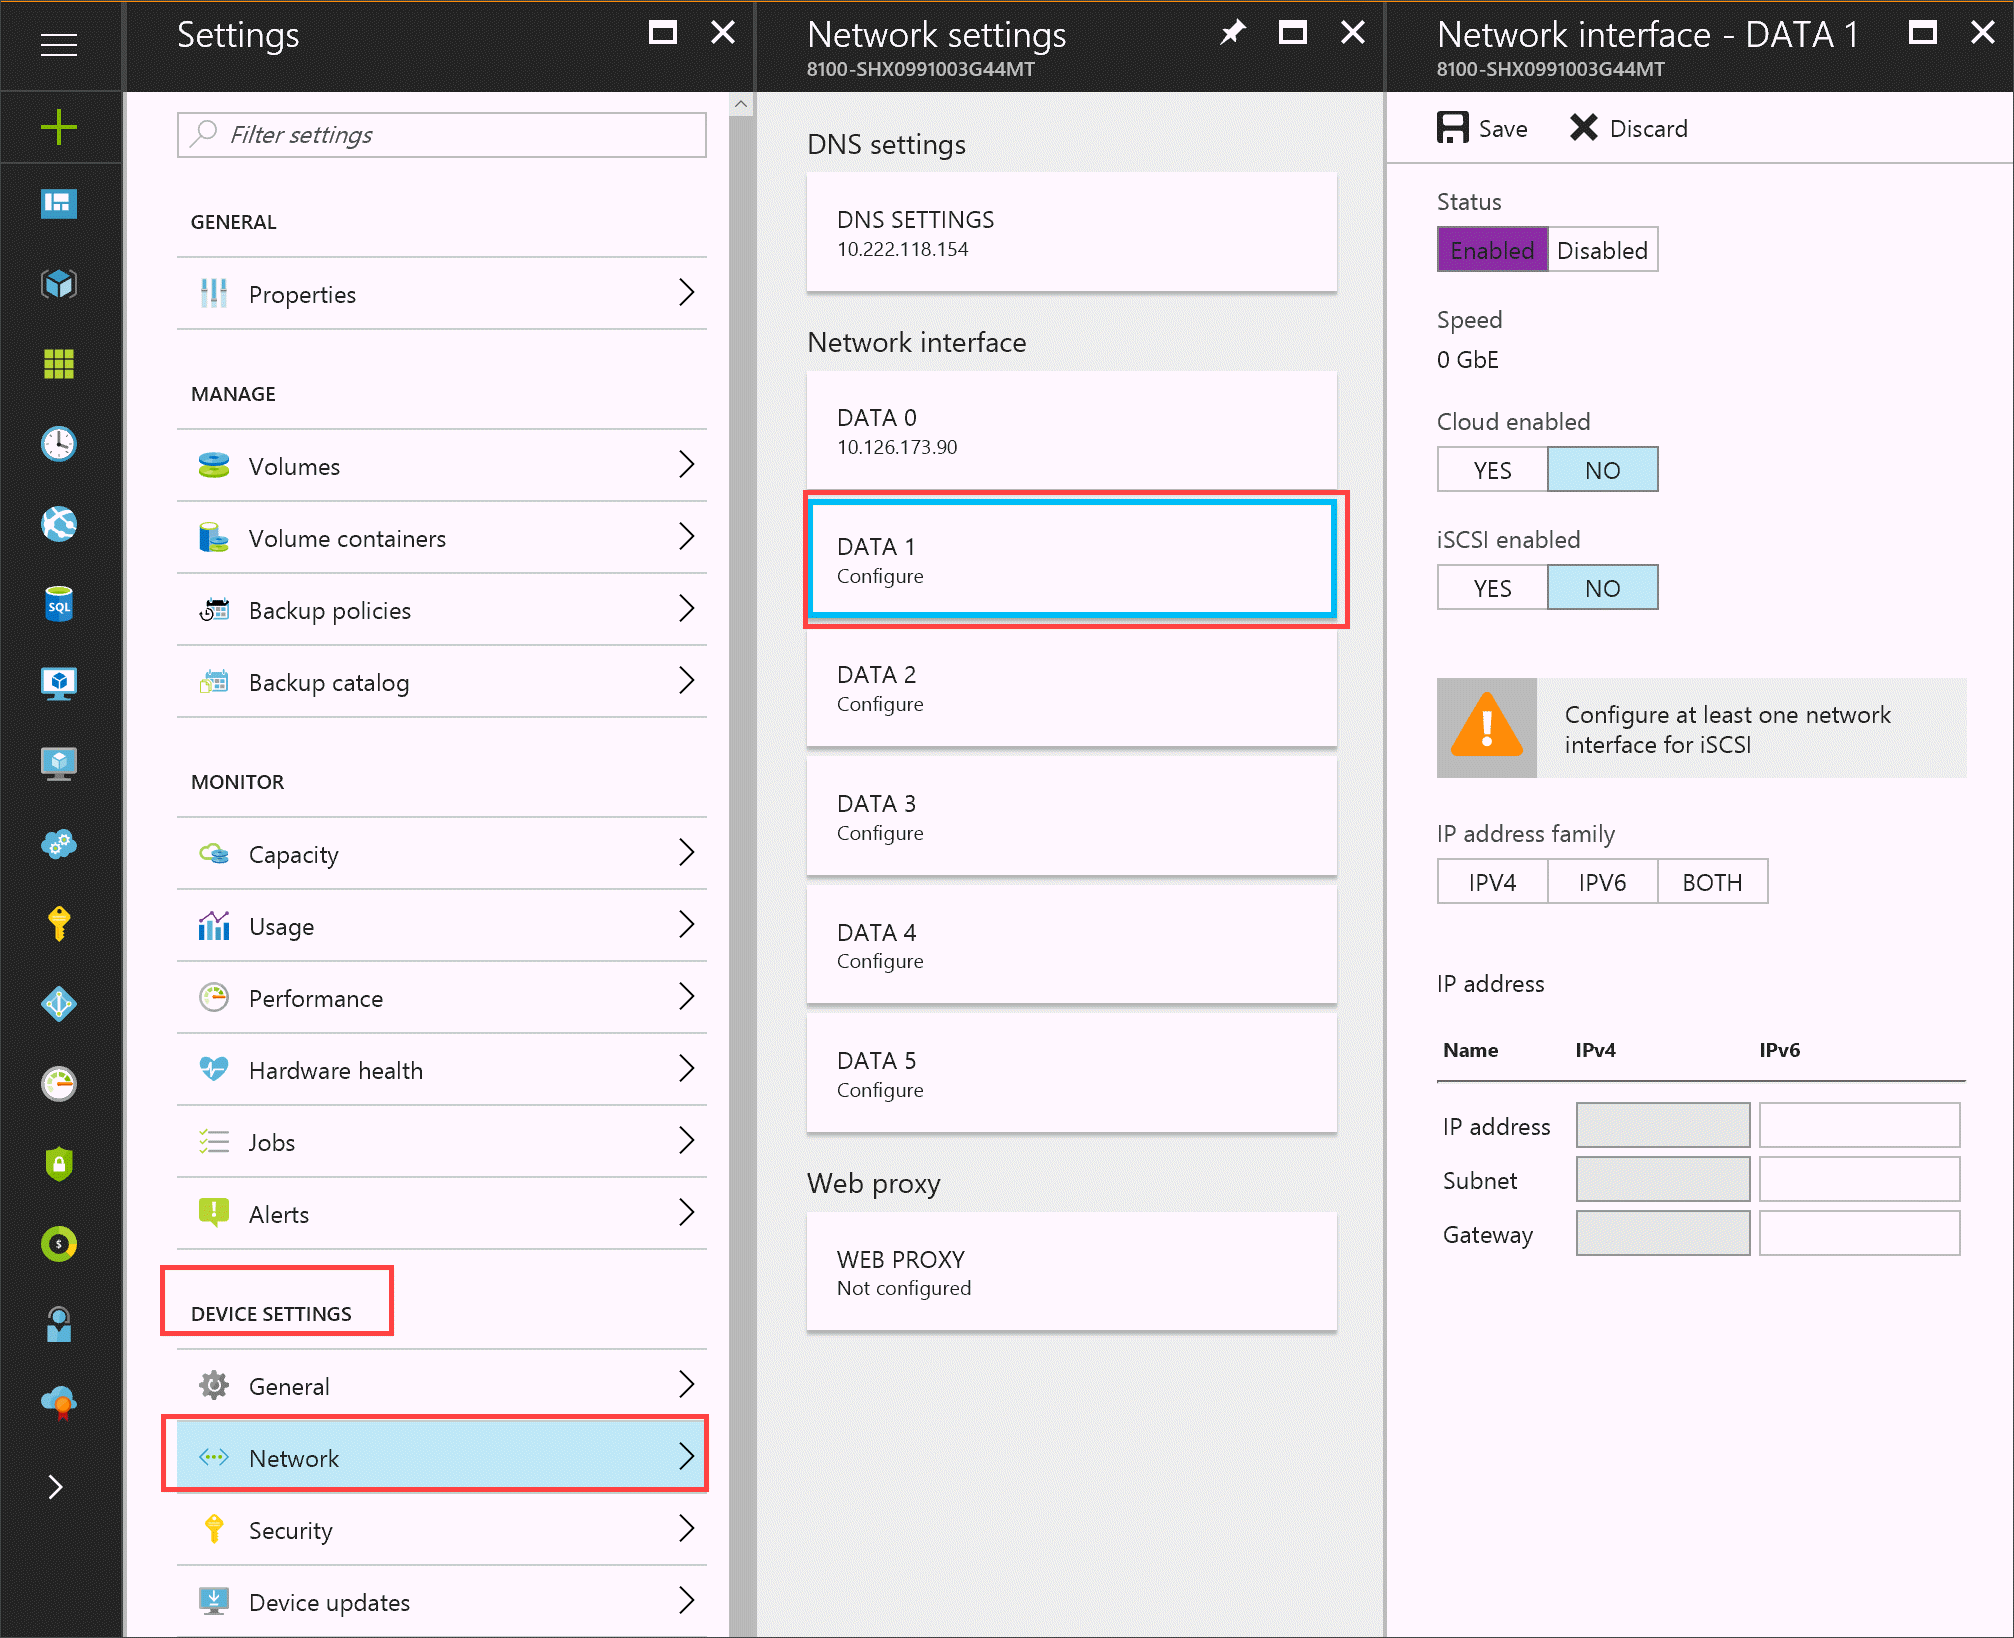 Settings
Filter settings
GENERAL
Properties
MANAGE
Volumes
Volume containers
Backup policies
Backup catalog
MONITOR
Capacity
Usage
Performance
Hardware health
Jobs
Alerts
DEVICE SETTINGS
General
Network
Security
Device updates
SQL
$
Network settings
8100-SHX0991003G44MT
DNS settings
DNS SETTINGS
10.222.118.154
Network interface
DATA 0
10.126.173.90
DATA 1
Configure
DATA 2
Configure
DATA 3
Configure
DATA 4
Configure
DATA 5
Configure
Web proxy
WEB PROXY
Not configured
Network interface - DATA 1
8100-SHX0991003G44MT
Save Discard
Status
Enabled Disabled
Speed
0 GbE
Cloud enabled
YES NO
iSCSI enabled
YES NO
Configure at least one network
interface for iSCSI
IP address family
IPV4 IPV6 BOTH
IP address
Name IPv4 IPv6
IP address
Subnet
Gateway